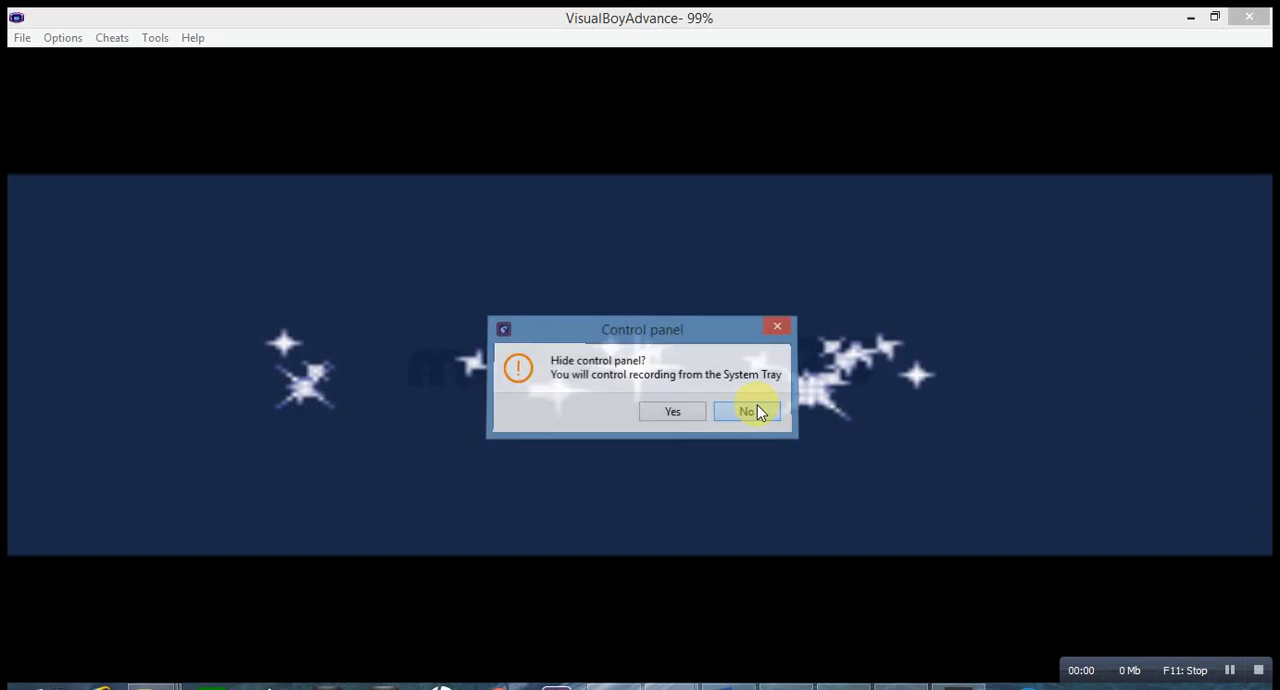 VisualBoyAdvance- 99%
File Options Cheats Tools Help
Control panel
Hide control panel?
You will control recording from the System Tray
Yes No
00:00 0 Mb F11: Stop